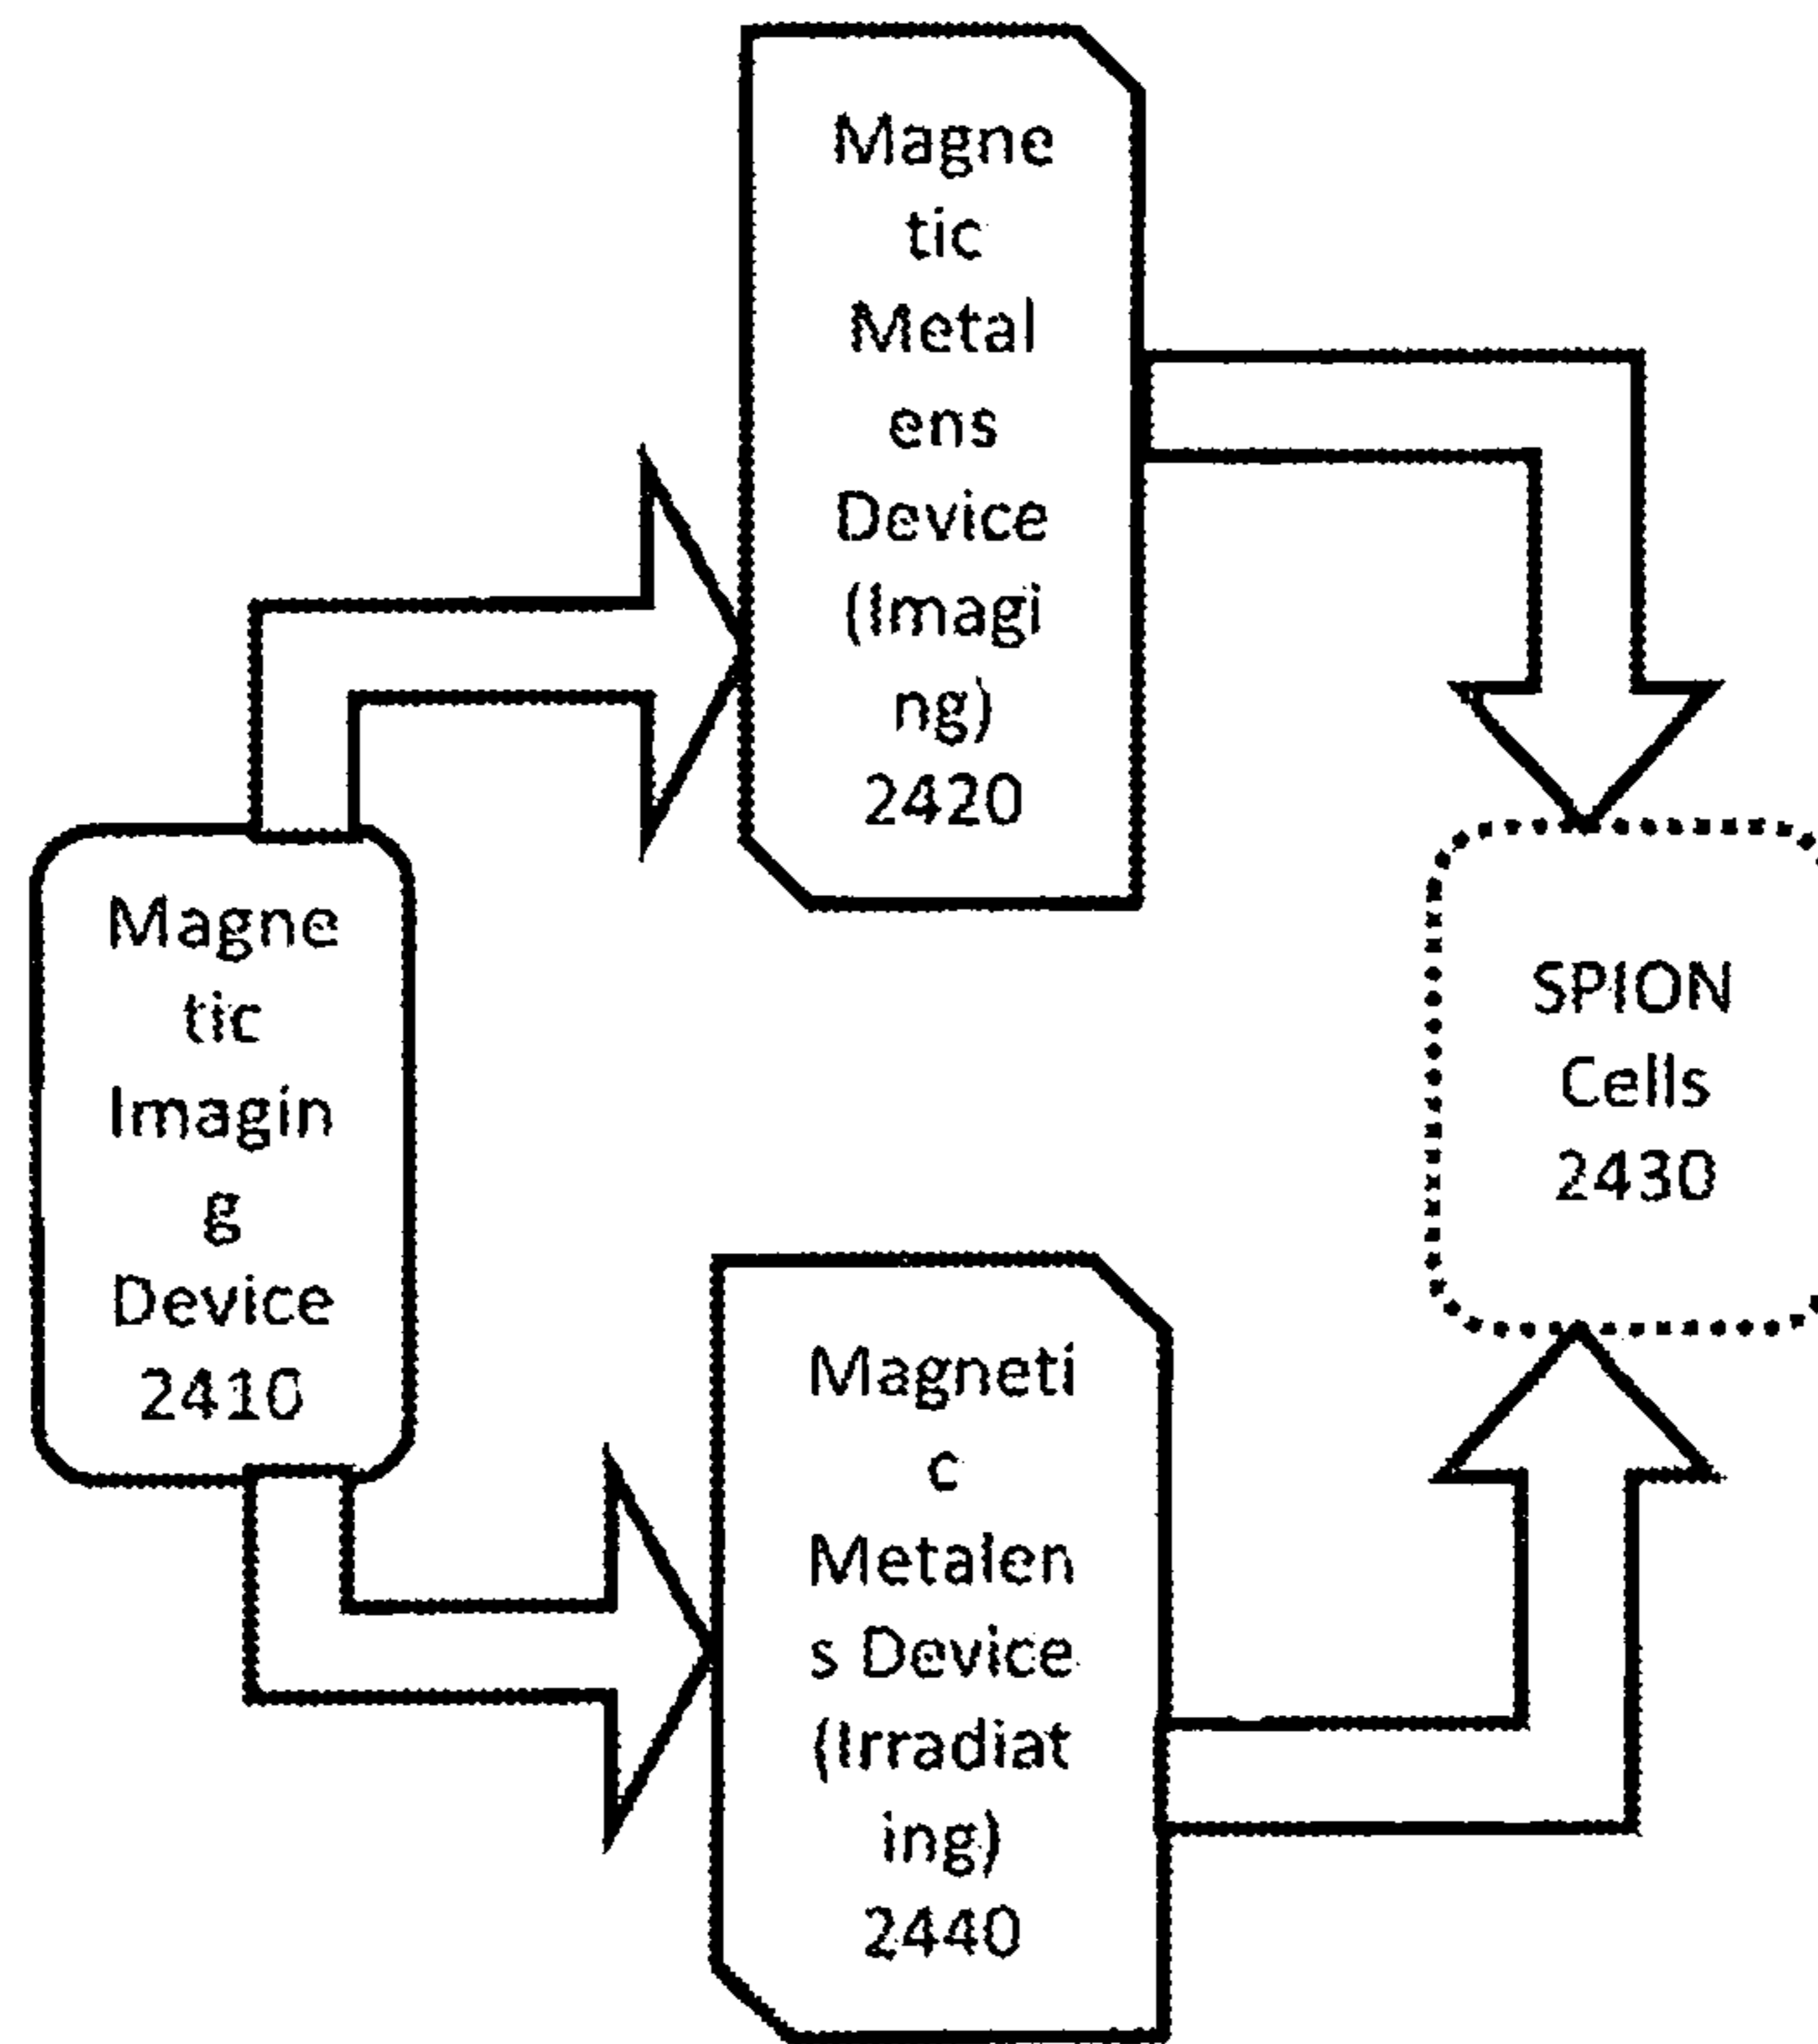 Magne
tic
Metal
ens
Device
(Imagi
ng)
2420
Magne
tic
Imagin
g
Device
2410
SPION
Cells
2430
Magneti
c
Metalen
s Device
(Irradiat
ing)
2440